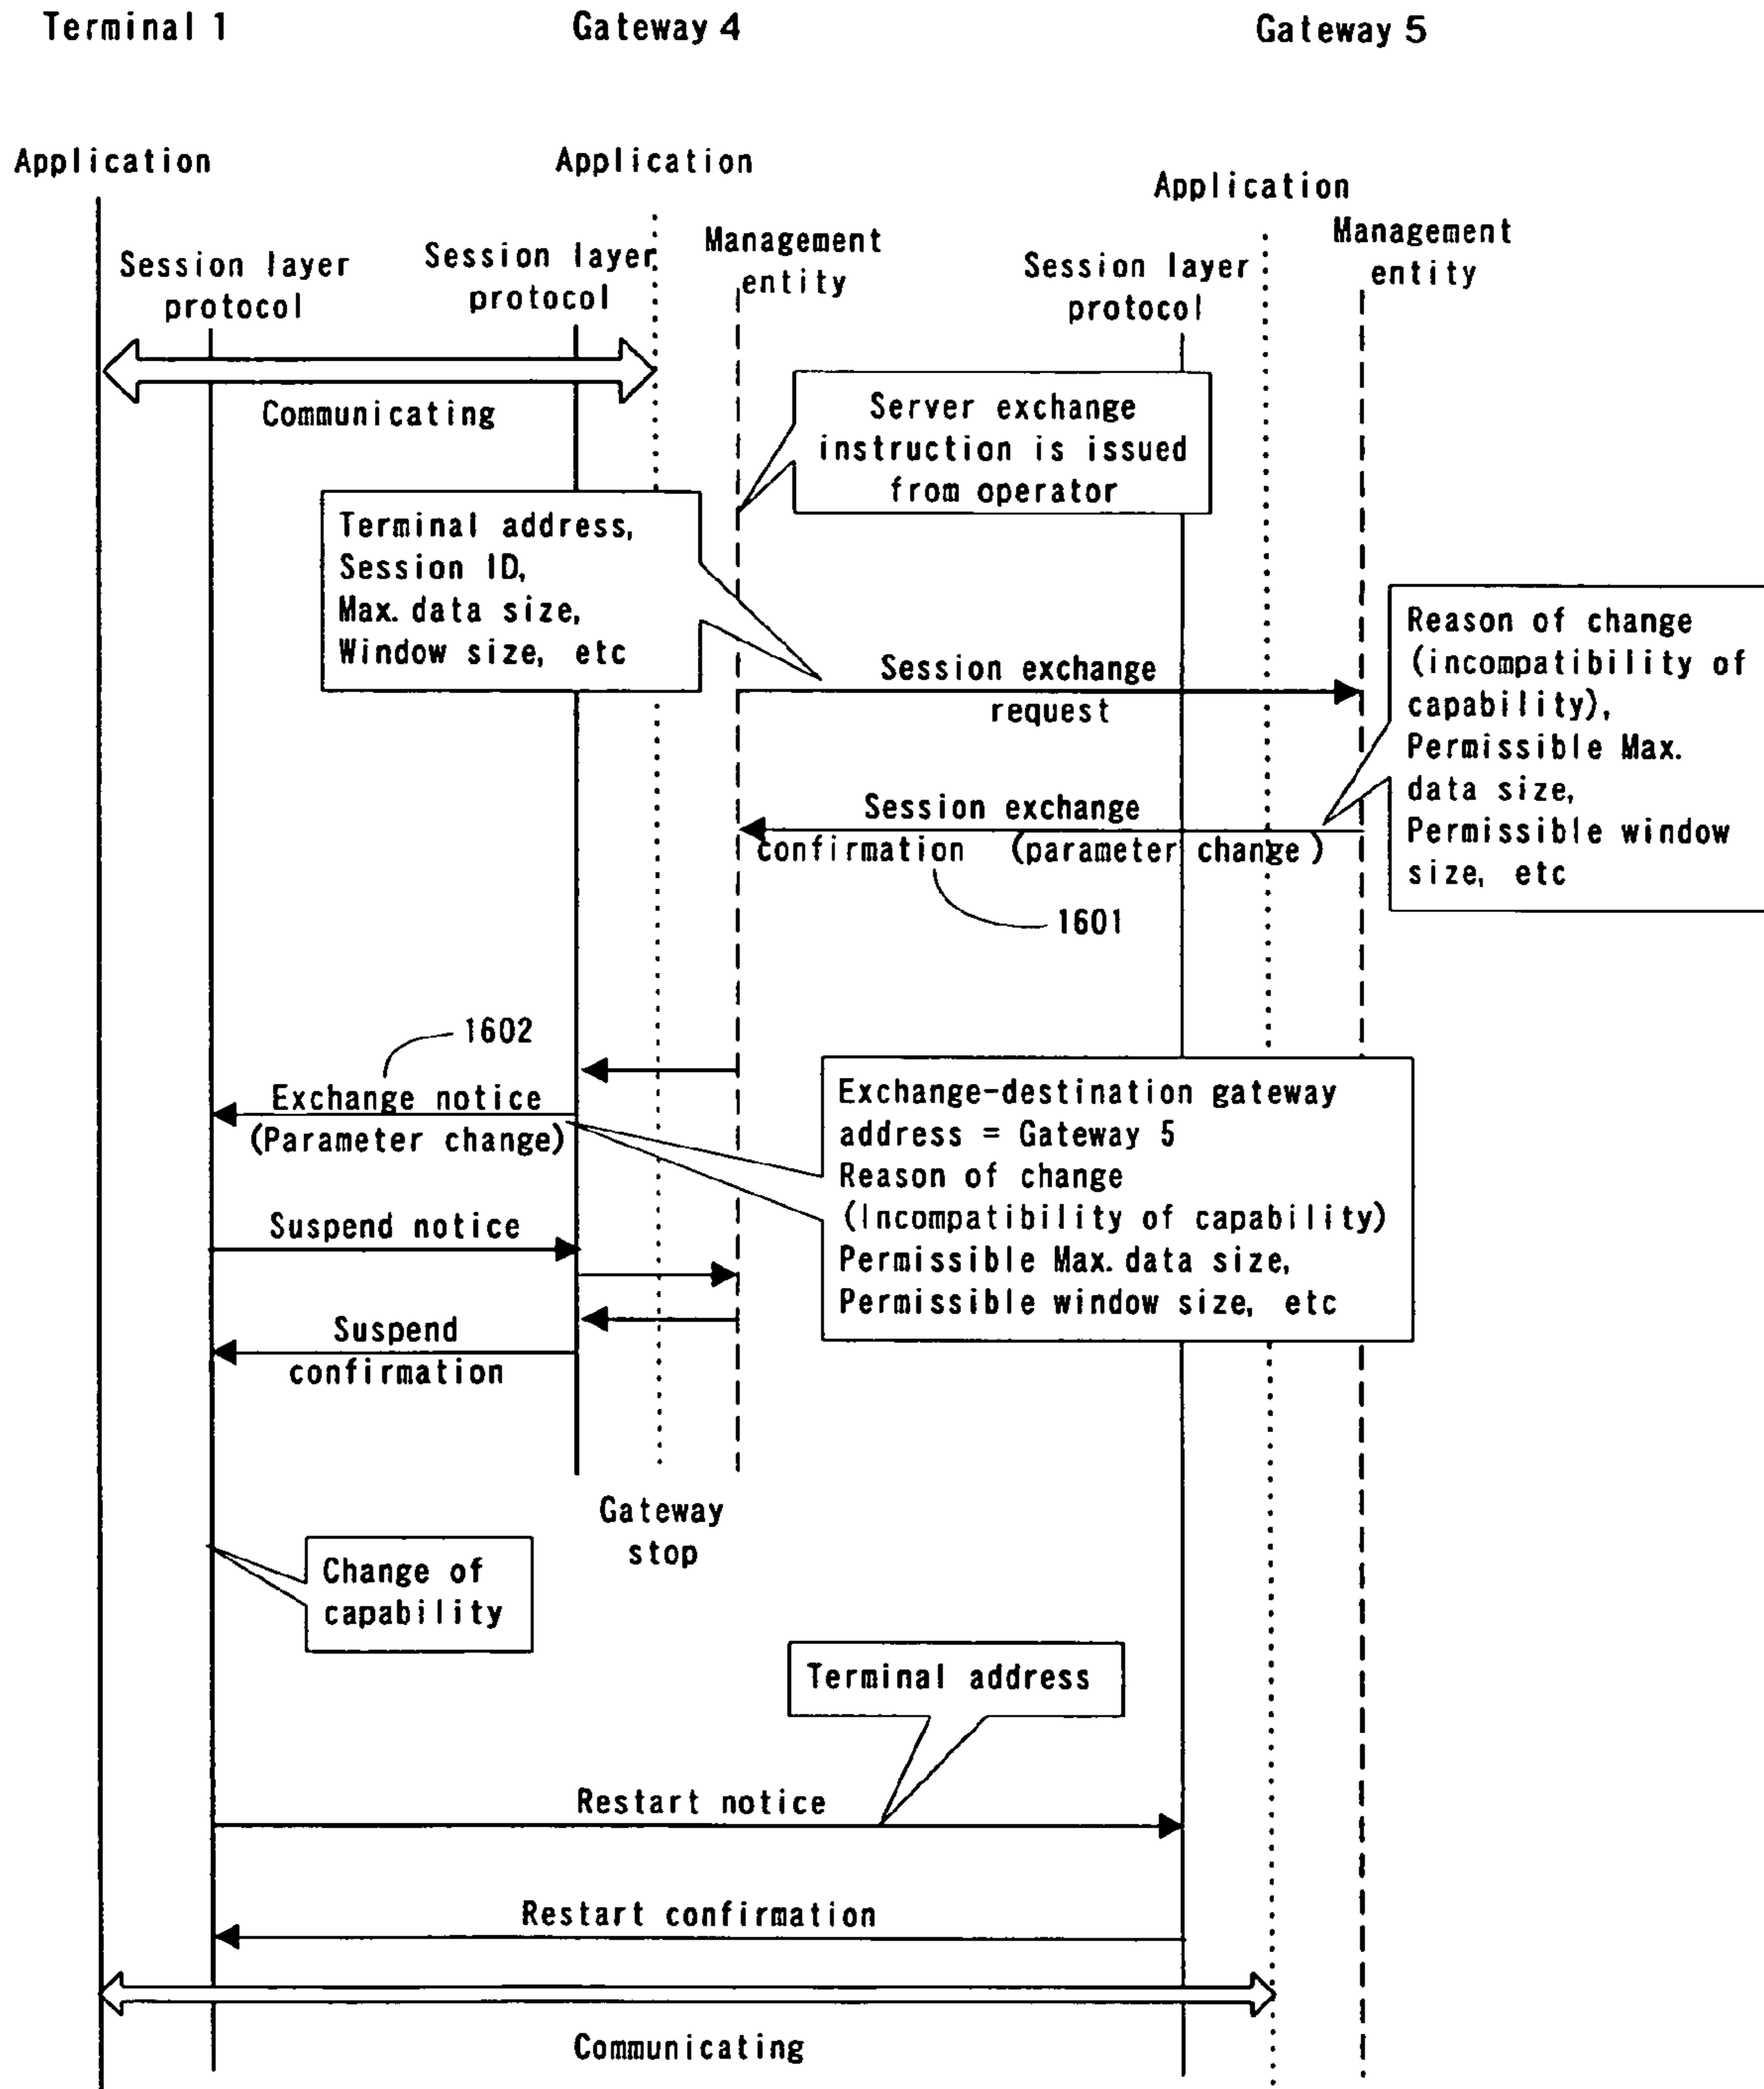 Terminal 1
Gateway 4
Gateway 5
Application
Application
Application
Session layer
protocol
Session layer
protocol
Management
entity
Session layer
protocol
Management
entity
Communicating
Server exchange
instruction is issued
from operator
Terminal address,
Session ID,
Max. data size,
Window size, etc
Session exchange
request
Reason of change
(incompatibility of
capability),
Permissible Max.
data size,
Permissible window
size, etc
Session exchange
confirmation (parameter change)
1601
1602
Exchange notice
(Parameter change)
Exchange-destination gateway
address = Gateway 5
Reason of change
(Incompatibility of capability)
Permissible Max. data size,
Permissible window size, etc
Suspend notice
Suspend
confirmation
Gateway
stop
Change of
capability
Terminal address
Restart notice
Restart confirmation
Communicating